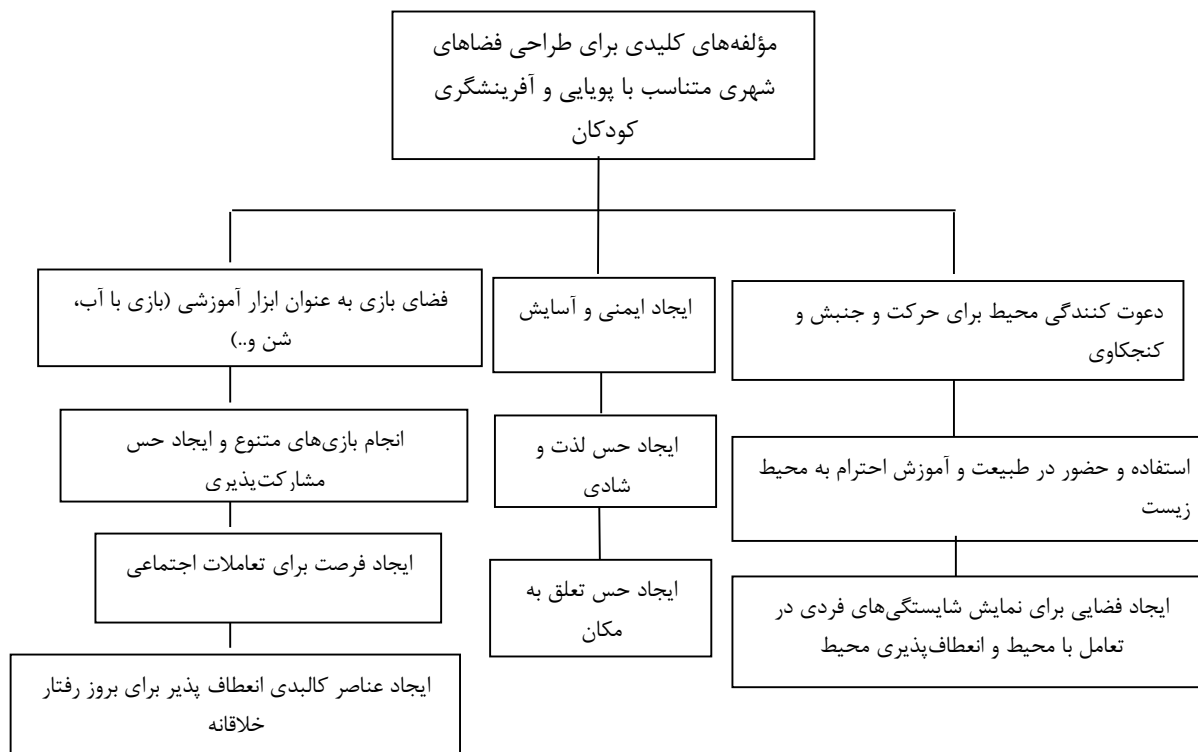 مؤلفه‌های کلیدی برای طراحی فضاهای
شهری متناسب با پویایی و آفرینشگری
کودکان
دعوت کنندگی محیط برای حرکت و جنبش و
کنجکاوی
استفاده و حضور در طبیعت و آموزش احترام به محیط
زیست
ایجاد فضایی برای نمایش شایستگی‌های فردی در
تعامل با محیط و انعطاف‌پذیری محیط
ایجاد ایمنی و آسایش
ایجاد حس لذت و
شادی
ایجاد حس تعلق به
مکان
فضای بازی به عنوان ابزار آموزشی (بازی با آب،
شن و..)
انجام بازی‌های متنوع و ایجاد حس
مشارکت‌پذیری
ایجاد فرصت برای تعاملات اجتماعی
ایجاد عناصر کالبدی انعطاف پذیر برای بروز رفتار
خلاقانه